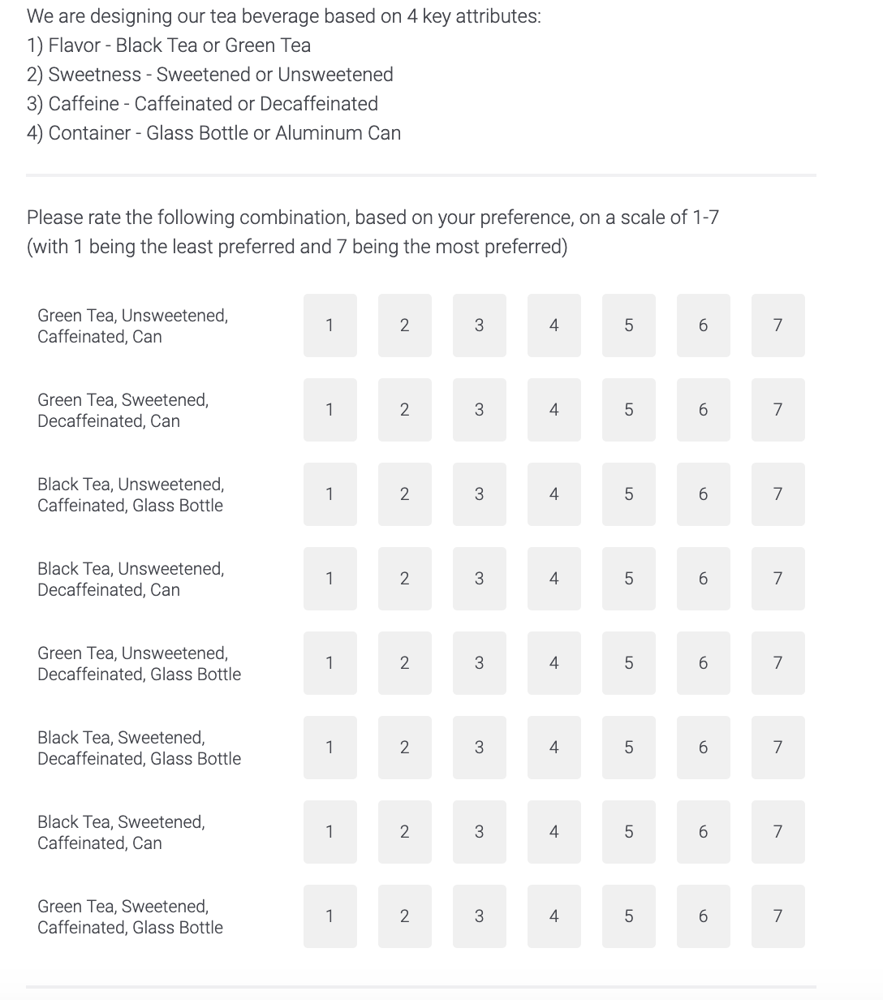 We are designing our tea beverage based on 4 key attributes:
1) Flavor - Black Tea or Green Tea
2) Sweetness - Sweetened or Unsweetened
3) Caffeine - Caffeinated or Decaffeinated
4) Container - Glass Bottle or Aluminum Can
Please rate the following combination, based on your preference, on a scale of 1-7
(with 1 being the least preferred and 7 being the most preferred)
Green Tea, Unsweetened,
Caffeinated, Can
1 2 3 4 5 6 7
Green Tea, Sweetened,
Decaffeinated, Can
1 2 3 4 5 6 7
Black Tea, Unsweetened,
Caffeinated, Glass Bottle
1 2 3 4 5 6 7
Black Tea, Unsweetened,
Decaffeinated, Can
1 2 3 4 5 6 7
Green Tea, Unsweetened,
Decaffeinated, Glass Bottle
1 2 3 4 5 6 7
Black Tea, Sweetened,
Decaffeinated, Glass Bottle
1 2 3 4 5 6 7
Black Tea, Sweetened,
Caffeinated, Can
1 2 3 4 5 6 7
Green Tea, Sweetened,
Caffeinated, Glass Bottle
1 2 3 4 5 6 7